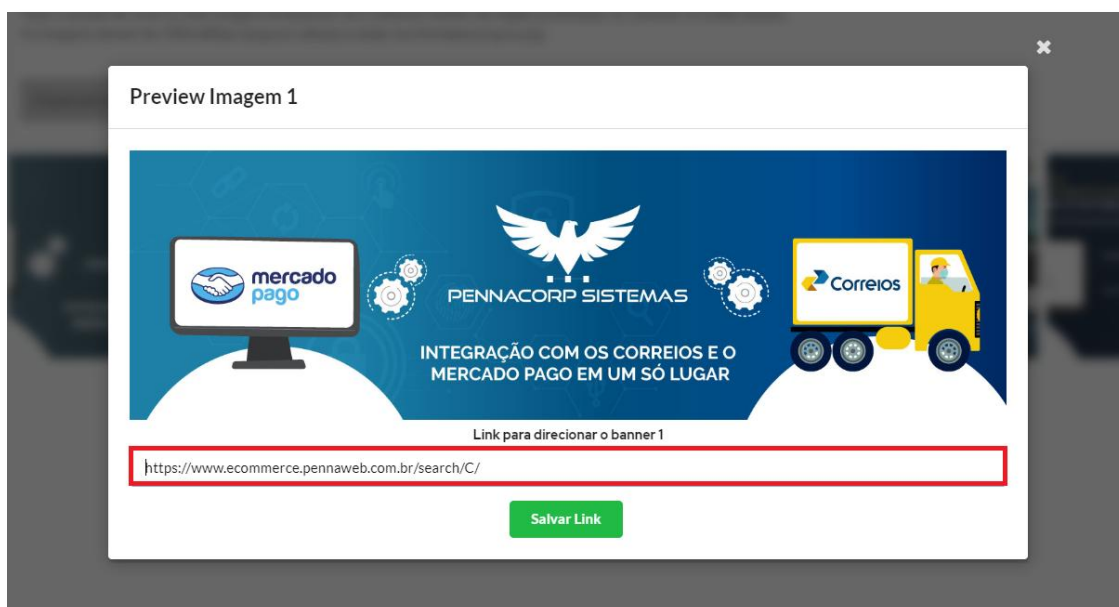 Preview Imagem 1
mercado
pago
PENNACORP SISTEMAS
Correios
INTEGRAÇÃO COM OS CORREIOS E O
MERCADO PAGO EM UM SÓ LUGAR
Link para direcionar o banner 1
https://www.ecommerce.pennaweb.com.br/search/C/
Salvar Link